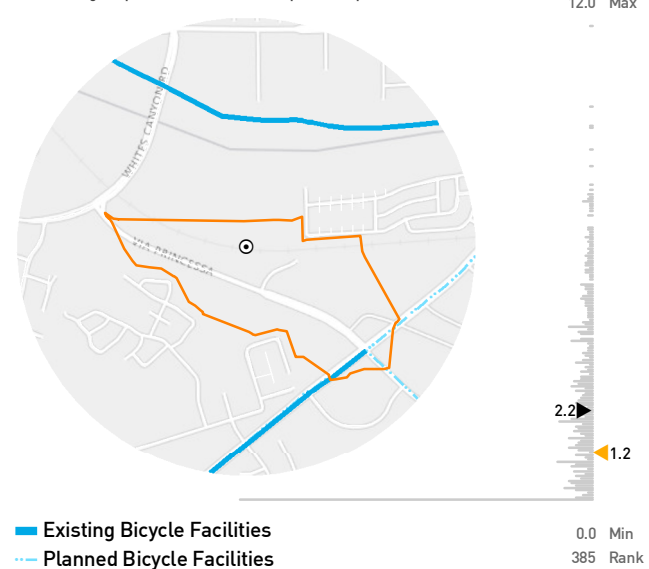 12.0 Max
WHITES CANYON RD
VIA PRINCESSA
2.2
1.2
Existing Bicycle Facilities
0.0 Min
Planned Bicycle Facilities
385 Rank